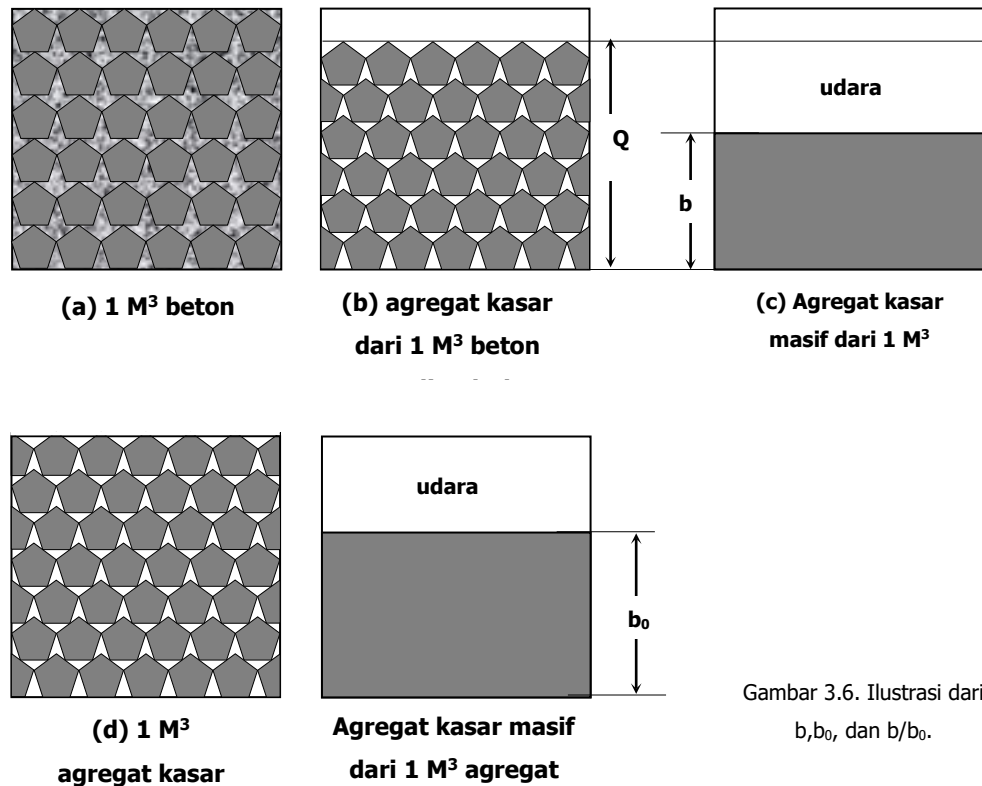 udara
Q
b
(a) 1 M³ beton
(b) agregat kasar
dari 1 M³ beton
(c) Agregat kasar
masif dari 1 M³
udara
b₀
(d) 1 M³
agregat kasar
Agregat kasar masif
dari 1 M³ agregat
Gambar 3.6. Ilustrasi dari
b,b₀, dan b/b₀.